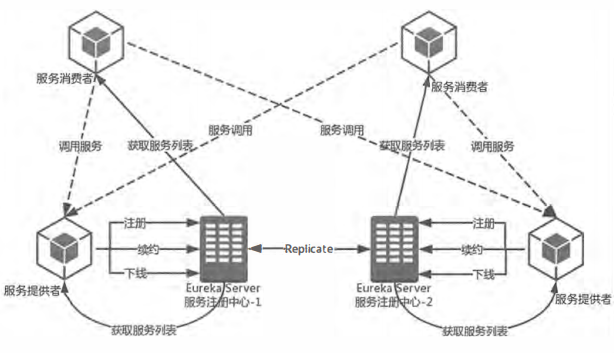 服务消费者
服务消费者
服务调用
服务调用
调用服务
获取服务列表
获取服务列表
调用服务
注册
注册
续约
Replicate
续约
下线
下线
服务提供者
Eureka Server
服务注册中心-1
Eureka Server
服务注册中心-2
服务提供者
获取服务列表
获取服务列表